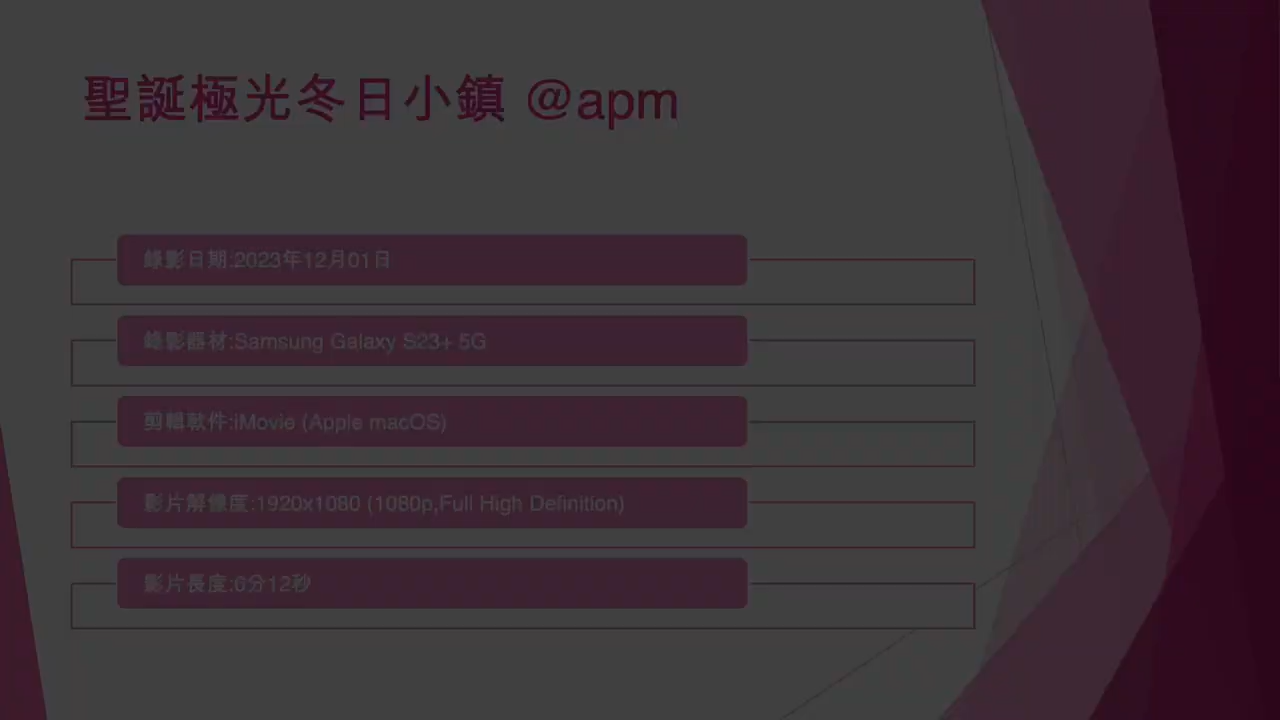 聖誕極光冬日小鎮 @apm
錄影日期:2023年12月01日
錄影器材:Samsung Galaxy S23+ 5G
剪輯軟件:iMovie (Apple macOS)
影片解像度:1920x1080 (1080p,Full High Definition)
影片長度:6分12秒